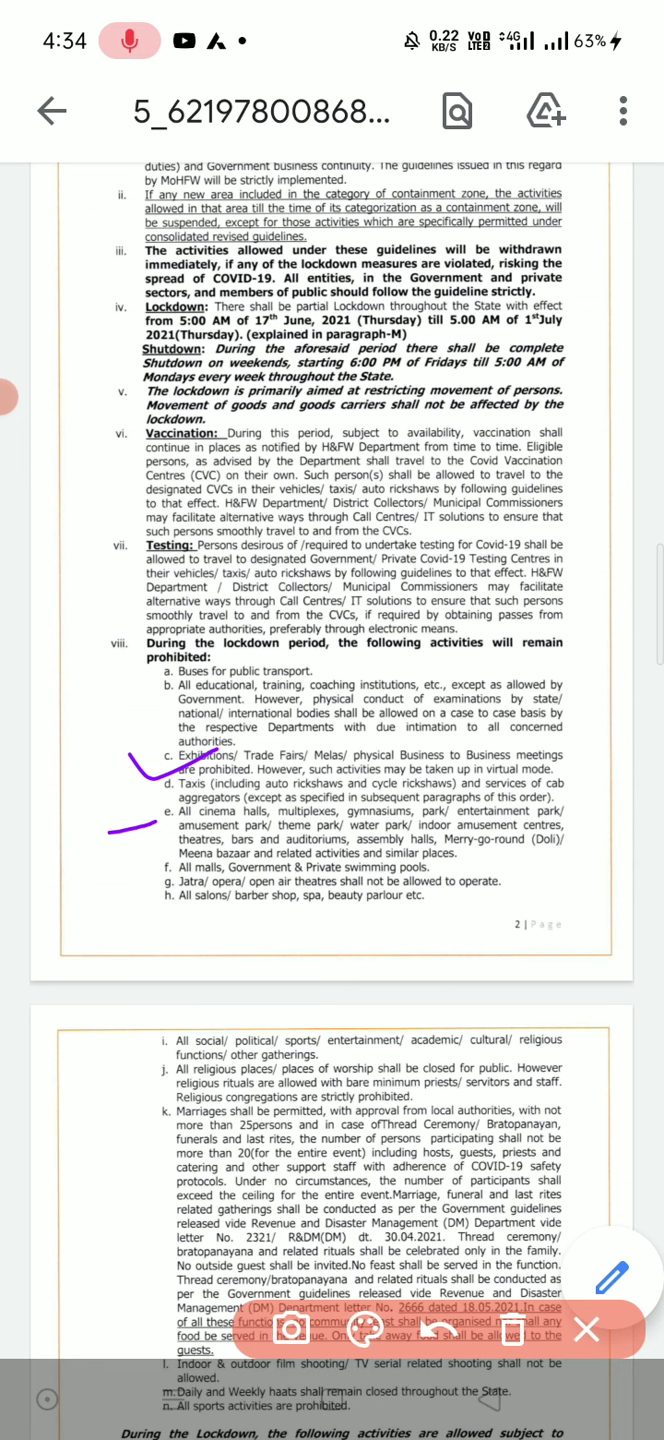 4:34
0.22
KB/S
VoD
LTE2
4G
63%
5_62197800868...
duties) and Government business continuity. The guidelines issued in this regard
by MoHFW will be strictly implemented.
ii. If any new area included in the category of containment zone, the activities
allowed in that area till the time of its categorization as a containment zone, will
be suspended, except for those activities which are specifically permitted under
consolidated revised guidelines.
iii. The activities allowed under these guidelines will be withdrawn
immediately, if any of the lockdown measures are violated, risking the
spread of COVID-19. All entities, in the Government and private
sectors, and members of public should follow the guideline strictly.
iv. Lockdown: There shall be partial Lockdown throughout the State with effect
from 5:00 AM of 17th June, 2021 (Thursday) till 5.00 AM of 1stJuly
2021(Thursday). (explained in paragraph-M)
Shutdown: During the aforesaid period there shall be complete
Shutdown on weekends, starting 6:00 PM of Fridays till 5:00 AM of
Mondays every week throughout the State.
v. The lockdown is primarily aimed at restricting movement of persons.
Movement of goods and goods carriers shall not be affected by the
lockdown.
vi. Vaccination: During this period, subject to availability, vaccination shall
continue in places as notified by H&FW Department from time to time. Eligible
persons, as advised by the Department shall travel to the Covid Vaccination
Centres (CVC) on their own. Such person(s) shall be allowed to travel to the
designated CVCs in their vehicles/ taxis/ auto rickshaws by following guidelines
to that effect. H&FW Department/ District Collectors/ Municipal Commissioners
may facilitate alternative ways through Call Centres/ IT solutions to ensure that
such persons smoothly travel to and from the CVCs.
vii. Testing: Persons desirous of /required to undertake testing for Covid-19 shall be
allowed to travel to designated Government/ Private Covid-19 Testing Centres in
their vehicles/ taxis/ auto rickshaws by following guidelines to that effect. H&FW
Department / District Collectors/ Municipal Commissioners may facilitate
alternative ways through Call Centres/ IT solutions to ensure that such persons
smoothly travel to and from the CVCs, if required by obtaining passes from
appropriate authorities, preferably through electronic means.
viii. During the lockdown period, the following activities will remain
prohibited:
a. Buses for public transport.
b. All educational, training, coaching institutions, etc., except as allowed by
Government. However, physical conduct of examinations by state/
national/ international bodies shall be allowed on a case to case basis by
the respective Departments with due intimation to all concerned
authorities.
c. Exhibitions/ Trade Fairs/ Melas/ physical Business to Business meetings
are prohibited. However, such activities may be taken up in virtual mode.
d. Taxis (including auto rickshaws and cycle rickshaws) and services of cab
aggregators (except as specified in subsequent paragraphs of this order).
e. All cinema halls, multiplexes, gymnasiums, park/ entertainment park/
amusement park/ theme park/ water park/ indoor amusement centres,
theatres, bars and auditoriums, assembly halls, Merry-go-round (Doli)/
Meena bazaar and related activities and similar places.
f. All malls, Government & Private swimming pools.
g. Jatra/ opera/ open air theatres shall not be allowed to operate.
h. All salons/ barber shop, spa, beauty parlour etc.
2 | Page
i. All social/ political/ sports/ entertainment/ academic/ cultural/ religious
functions/ other gatherings.
j. All religious places/ places of worship shall be closed for public. However
religious rituals are allowed with bare minimum priests/ servitors and staff.
Religious congregations are strictly prohibited.
k. Marriages shall be permitted, with approval from local authorities, with not
more than 25persons and in case ofThread Ceremony/ Bratopanayan,
funerals and last rites, the number of persons participating shall not be
more than 20(for the entire event) including hosts, guests, priests and
catering and other support staff with adherence of COVID-19 safety
protocols. Under no circumstances, the number of participants shall
exceed the ceiling for the entire event.Marriage, funeral and last rites
related gatherings shall be conducted as per the Government guidelines
released vide Revenue and Disaster Management (DM) Department vide
letter No. 2321/ R&DM(DM) dt. 30.04.2021. Thread ceremony/
bratopanayana and related rituals shall be celebrated only in the family.
No outside guest shall be invited.No feast shall be served in the function.
Thread ceremony/bratopanayana and related rituals shall be conducted as
per the Government guidelines released vide Revenue and Disaster
Management (DM) Department letter No. 2666 dated 18.05.2021.In case
of all these shall be organised shall any
food be served in take away shall be allowed to the
guests.
l. Indoor & outdoor film shooting/ TV serial related shooting shall not be
allowed.
m.Daily and Weekly haats shall remain closed throughout the State.
n. All sports activities are prohibited.
During the Lockdown, the following activities are allowed subject to